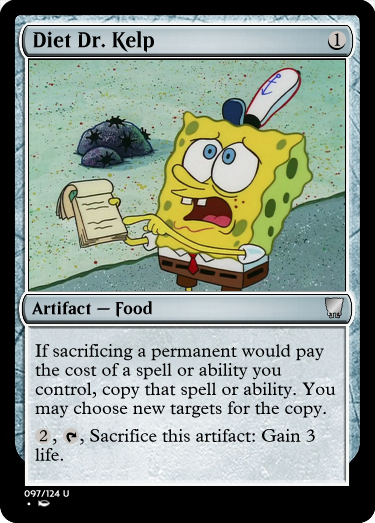 Diet Dr. Kelp 1
Artifact — Food
If sacrificing a permanent would pay
the cost of a spell or ability you
control, copy that spell or ability. You
may choose new targets for the copy.
2, , Sacrifice this artifact: Gain 3
life.
097/124 U